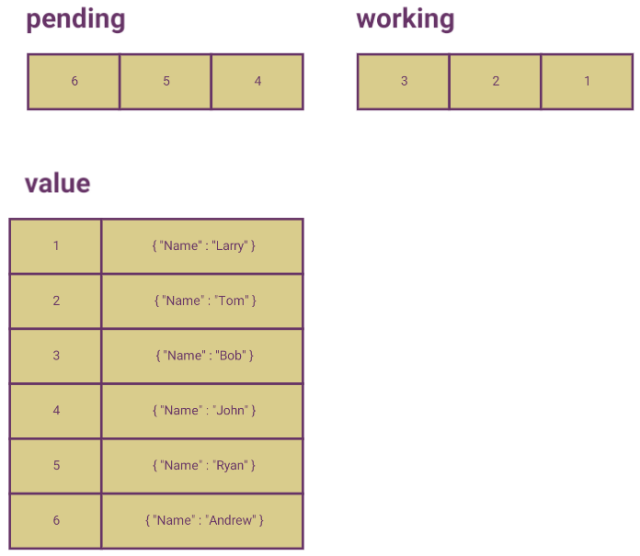 pending
6 5 4
working
3 2 1
value
1 { "Name" : "Larry" }
2 { "Name" : "Tom" }
3 { "Name" : "Bob" }
4 { "Name" : "John" }
5 { "Name" : "Ryan" }
6 { "Name" : "Andrew" }